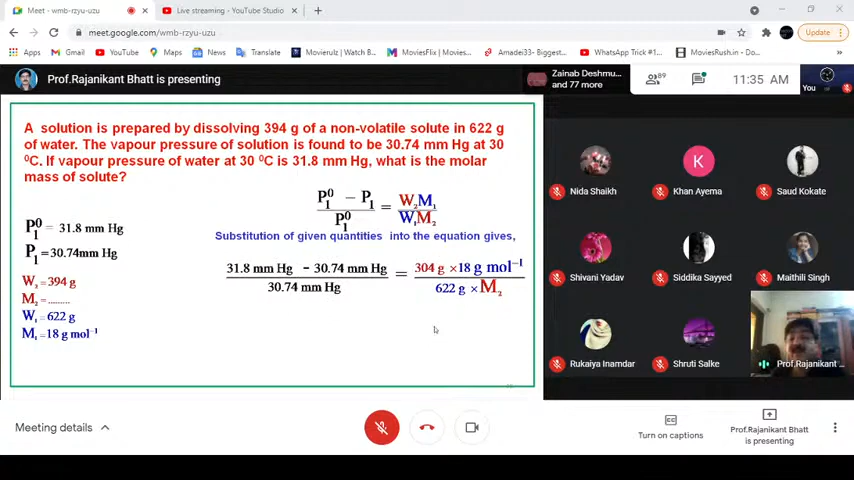 Meet - wmb-rzyu-uzu
Live streaming - YouTube Studio
meet.google.com/wmb-rzyu-uzu
Update
Apps
Gmail
YouTube
Maps
News
Translate
Movierulz | Watch B...
MoviesFlix | Movies...
Amadei33- Biggest...
WhatsApp Trick #1...
MoviesRush.in - Do...
Prof.Rajanikant Bhatt is presenting
Zainab Deshmu...
and 77 more
89
11:35 AM
You
A solution is prepared by dissolving 394 g of a non-volatile solute in 622 g
of water. The vapour pressure of solution is found to be 30.74 mm Hg at 30
⁰C. If vapour pressure of water at 30 ⁰C is 31.8 mm Hg, what is the molar
mass of solute?
(P₁⁰ − P₁) / P₁⁰ = W₂M₁ / W₁M₂
Substitution of given quantities into the equation gives,
P₁⁰ = 31.8 mm Hg
P₁ = 30.74mm Hg
W₂ = 394 g
M₂ = .........
W₁ = 622 g
M₁ = 18 g mol⁻¹
(31.8 mm Hg - 30.74 mm Hg) / 30.74 mm Hg = 304 g × 18 g mol⁻¹ / 622 g × M₂
Nida Shaikh
Khan Ayema
Saud Kokate
Shivani Yadav
Siddika Sayyed
Maithili Singh
Rukaiya Inamdar
Shruti Salke
Prof.Rajanikant ...
Meeting details
Turn on captions
Prof.Rajanikant Bhatt
is presenting